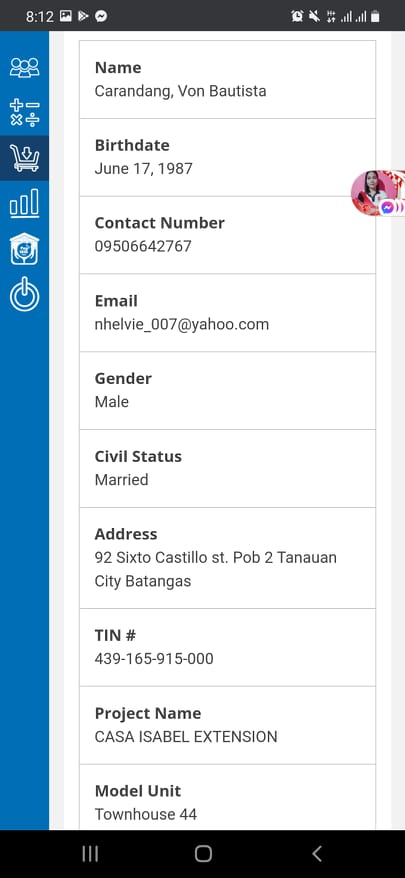 8:12
Name
Carandang, Von Bautista
Birthdate
June 17, 1987
Contact Number
09506642767
Email
nhelvie_007@yahoo.com
Gender
Male
Civil Status
Married
Address
92 Sixto Castillo st. Pob 2 Tanauan
City Batangas
TIN #
439-165-915-000
Project Name
CASA ISABEL EXTENSION
Model Unit
Townhouse 44